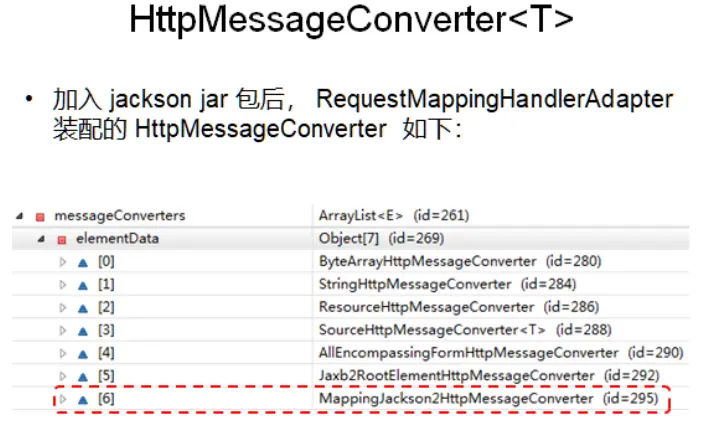 HttpMessageConverter<T>
• 加入 jackson jar 包后， RequestMappingHandlerAdapter
装配的 HttpMessageConverter 如下：
messageConverters ArrayList<E> (id=261)
elementData Object[7] (id=269)
[0] ByteArrayHttpMessageConverter (id=280)
[1] StringHttpMessageConverter (id=284)
[2] ResourceHttpMessageConverter (id=286)
[3] SourceHttpMessageConverter<T> (id=288)
[4] AllEncompassingFormHttpMessageConverter (id=290)
[5] Jaxb2RootElementHttpMessageConverter (id=292)
[6] MappingJackson2HttpMessageConverter (id=295)